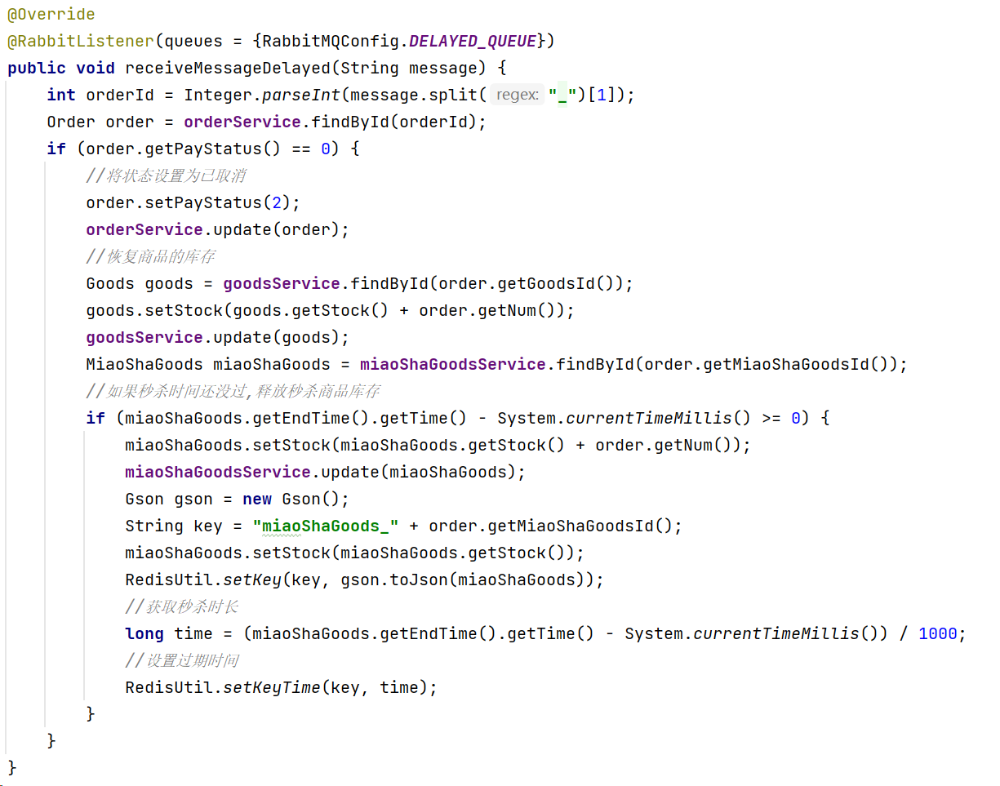 @Override
@RabbitListener(queues = {RabbitMQConfig.DELAYED_QUEUE})
public void receiveMessageDelayed(String message) {
    int orderId = Integer.parseInt(message.split( regex: "_")[1]);
    Order order = orderService.findById(orderId);
    if (order.getPayStatus() == 0) {
        //将状态设置为已取消
        order.setPayStatus(2);
        orderService.update(order);
        //恢复商品的库存
        Goods goods = goodsService.findById(order.getGoodsId());
        goods.setStock(goods.getStock() + order.getNum());
        goodsService.update(goods);
        MiaoShaGoods miaoShaGoods = miaoShaGoodsService.findById(order.getMiaoShaGoodsId());
        //如果秒杀时间还没过,释放秒杀商品库存
        if (miaoShaGoods.getEndTime().getTime() - System.currentTimeMillis() >= 0) {
            miaoShaGoods.setStock(miaoShaGoods.getStock() + order.getNum());
            miaoShaGoodsService.update(miaoShaGoods);
            Gson gson = new Gson();
            String key = "miaoShaGoods_" + order.getMiaoShaGoodsId();
            miaoShaGoods.setStock(miaoShaGoods.getStock());
            RedisUtil.setKey(key, gson.toJson(miaoShaGoods));
            //获取秒杀时长
            long time = (miaoShaGoods.getEndTime().getTime() - System.currentTimeMillis()) / 1000;
            //设置过期时间
            RedisUtil.setKeyTime(key, time);
        }
    }
}